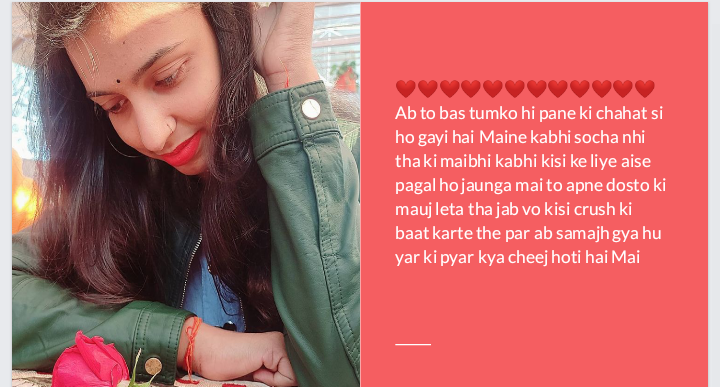 ❤️❤️❤️❤️❤️❤️❤️❤️❤️❤️❤️❤️
Ab to bas tumko hi pane ki chahat si
ho gayi hai Maine kabhi socha nhi
tha ki maibhi kabhi kisi ke liye aise
pagal ho jaunga mai to apne dosto ki
mauj leta tha jab vo kisi crush ki
baat karte the par ab samajh gya hu
yar ki pyar kya cheej hoti hai Mai